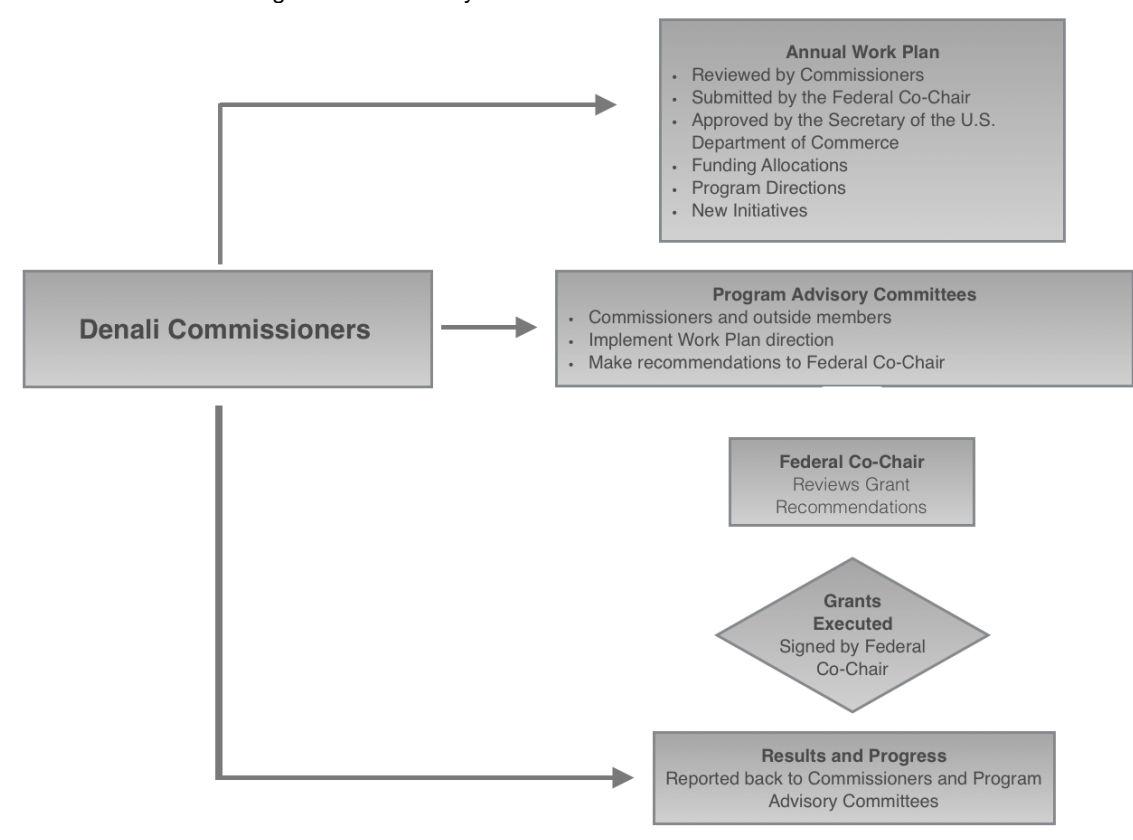 Annual Work Plan
• Reviewed by Commissioners
• Submitted by the Federal Co-Chair
• Approved by the Secretary of the U.S.
Department of Commerce
• Funding Allocations
• Program Directions
• New Initiatives
Denali Commissioners
Program Advisory Committees
• Commissioners and outside members
• Implement Work Plan direction
• Make recommendations to Federal Co-Chair
Federal Co-Chair
Reviews Grant
Recommendations
Grants
Executed
Signed by Federal
Co-Chair
Results and Progress
Reported back to Commissioners and Program
Advisory Committees